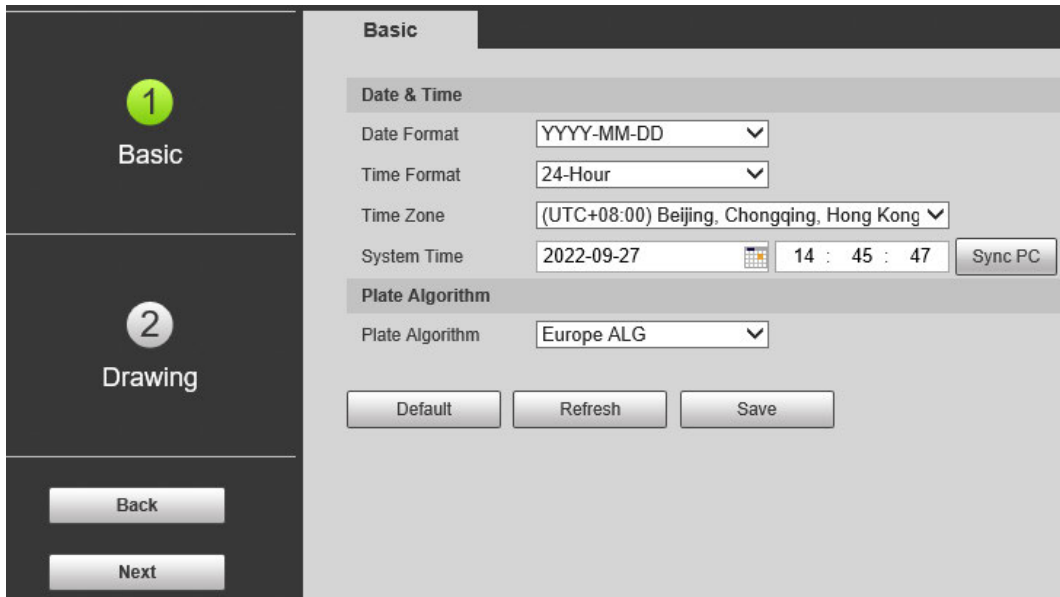 1
Basic
2
Drawing
Back
Next
Basic
Date & Time
Date Format YYYY-MM-DD
Time Format 24-Hour
Time Zone (UTC+08:00) Beijing, Chongqing, Hong Kong
System Time 2022-09-27 14 : 45 : 47 Sync PC
Plate Algorithm
Plate Algorithm Europe ALG
Default Refresh Save